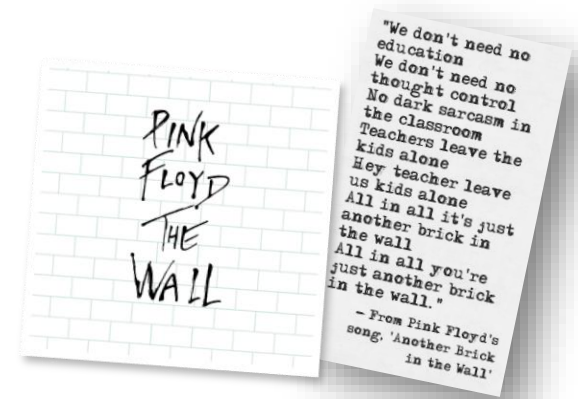 PINK
FLOYD
THE
WALL
"We don't need no
education
We don't need no
thought control
No dark sarcasm in
the classroom
Teachers leave the
kids alone
Hey teacher leave
us kids alone
All in all it's just
another brick in
the wall
All in all you're
just another brick
in the wall."
– From Pink Floyd's
song, 'Another Brick
in the Wall'